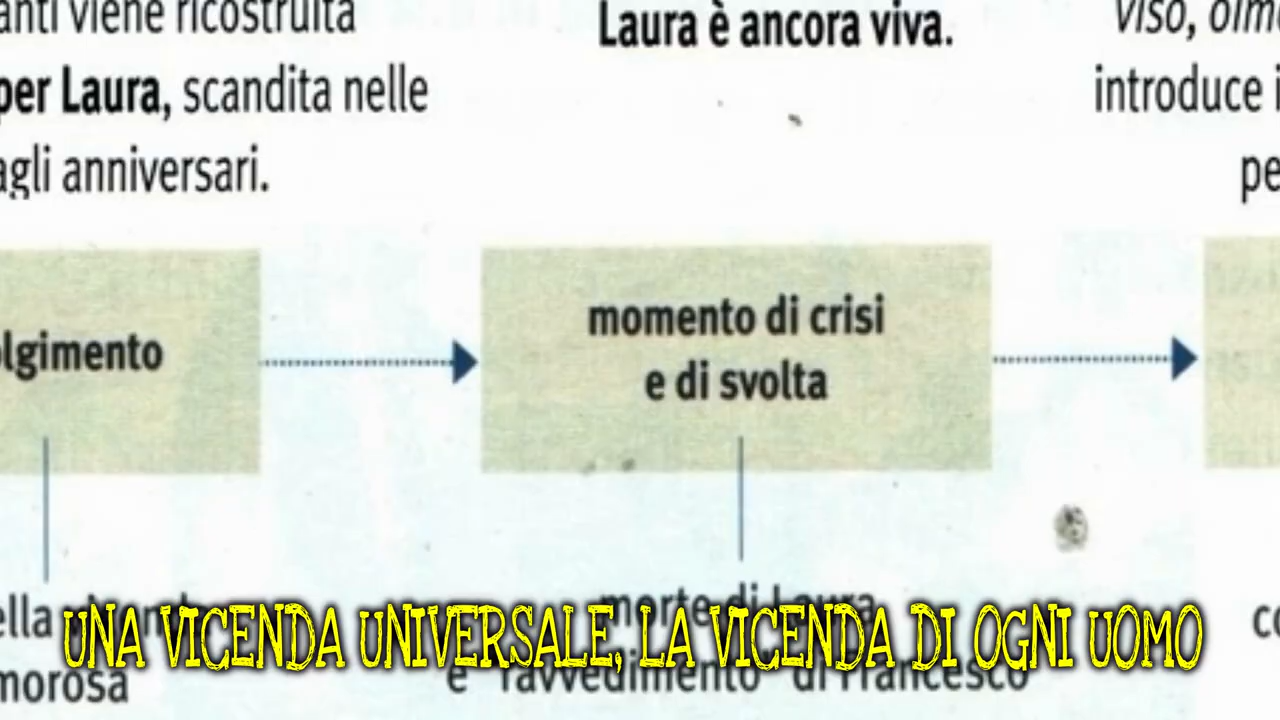 anti viene ricostruita
per Laura, scandita nelle
agli anniversari.
Laura è ancora viva.
viso, olme
introduce i
pe
olgimento
momento di crisi
e di svolta
ella
morosa
morte di Laura
e "ravvedimento" di Francesco
co
UNA VICENDA UNIVERSALE, LA VICENDA DI OGNI UOMO